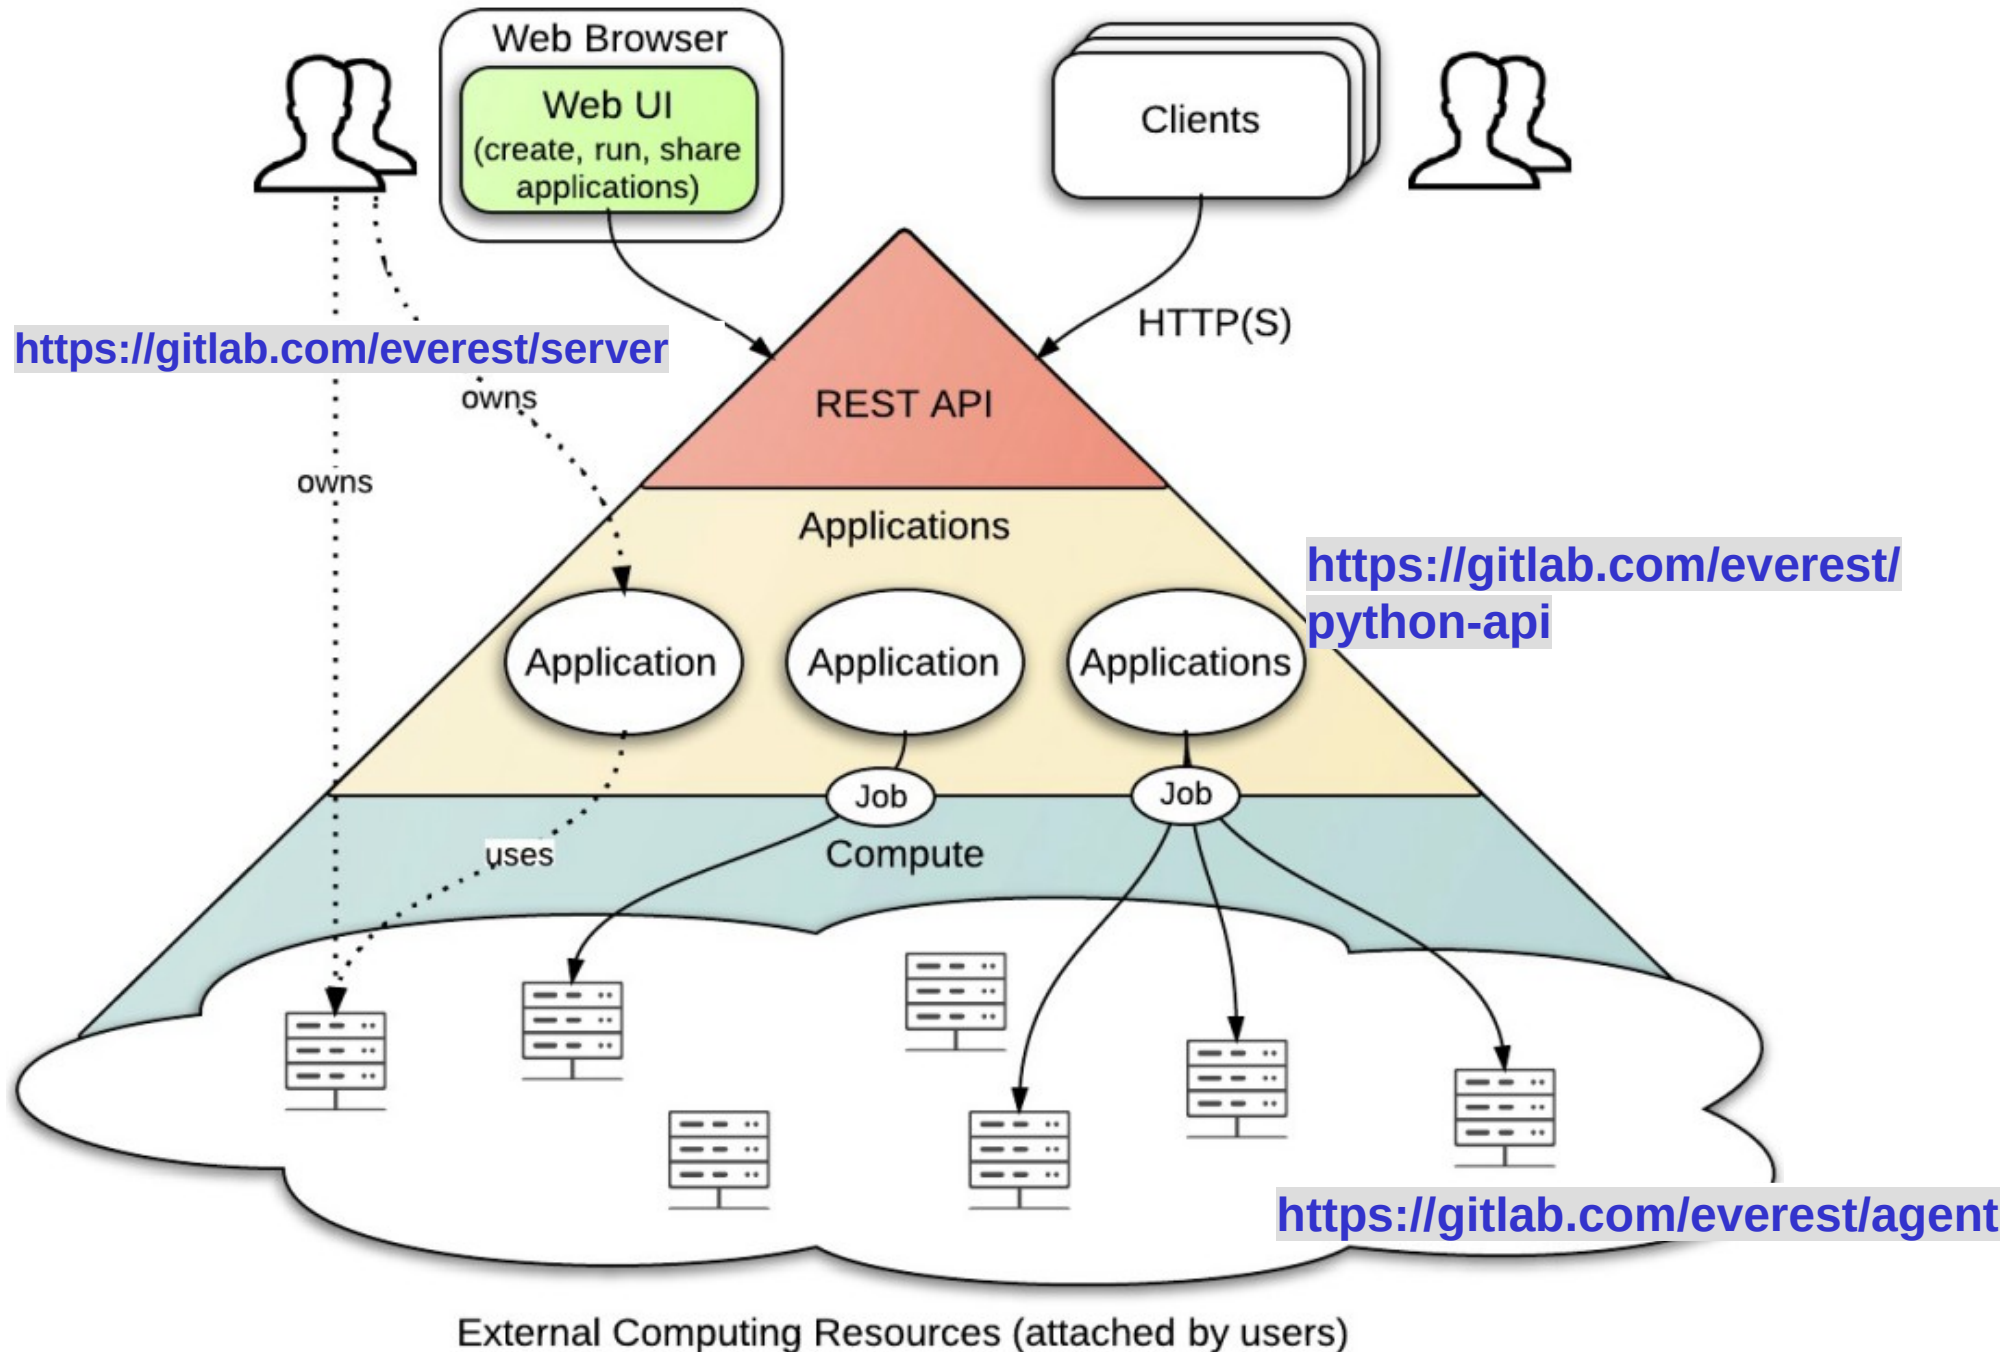 Web Browser
Web UI
(create, run, share
applications)
Clients
HTTP(S)
https://gitlab.com/everest/server
owns
REST API
owns
Applications
https://gitlab.com/everest/
python-api
Application
Application
Applications
Job
Job
uses
Compute
https://gitlab.com/everest/agent
External Computing Resources (attached by users)